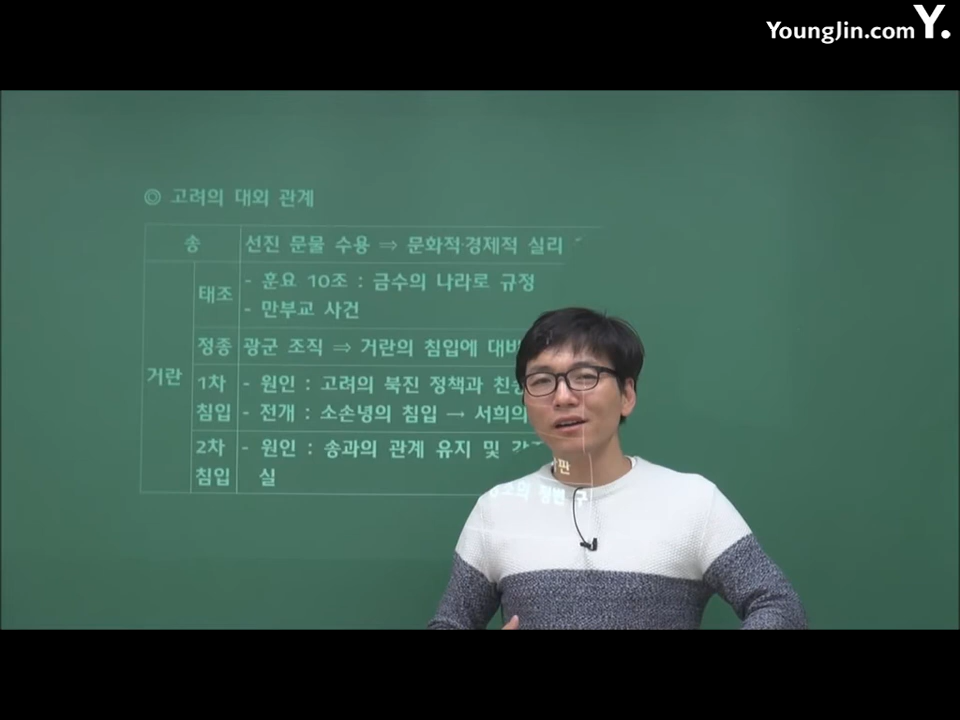 YoungJin.com Y.
◎ 고려의 대외 관계
송 선진 문물 수용 ⇒ 문화적·경제적 실리
거란
태조
- 훈요 10조 : 금수의 나라로 규정
- 만부교 사건
정종 광군 조직 ⇒ 거란의 침입에
1차 침입
- 원인 : 고려의 북진 정책과
- 전개 : 소손녕의 침입 → 서희의
2차 침입
- 원인 : 송과의 관계 유지 및
실